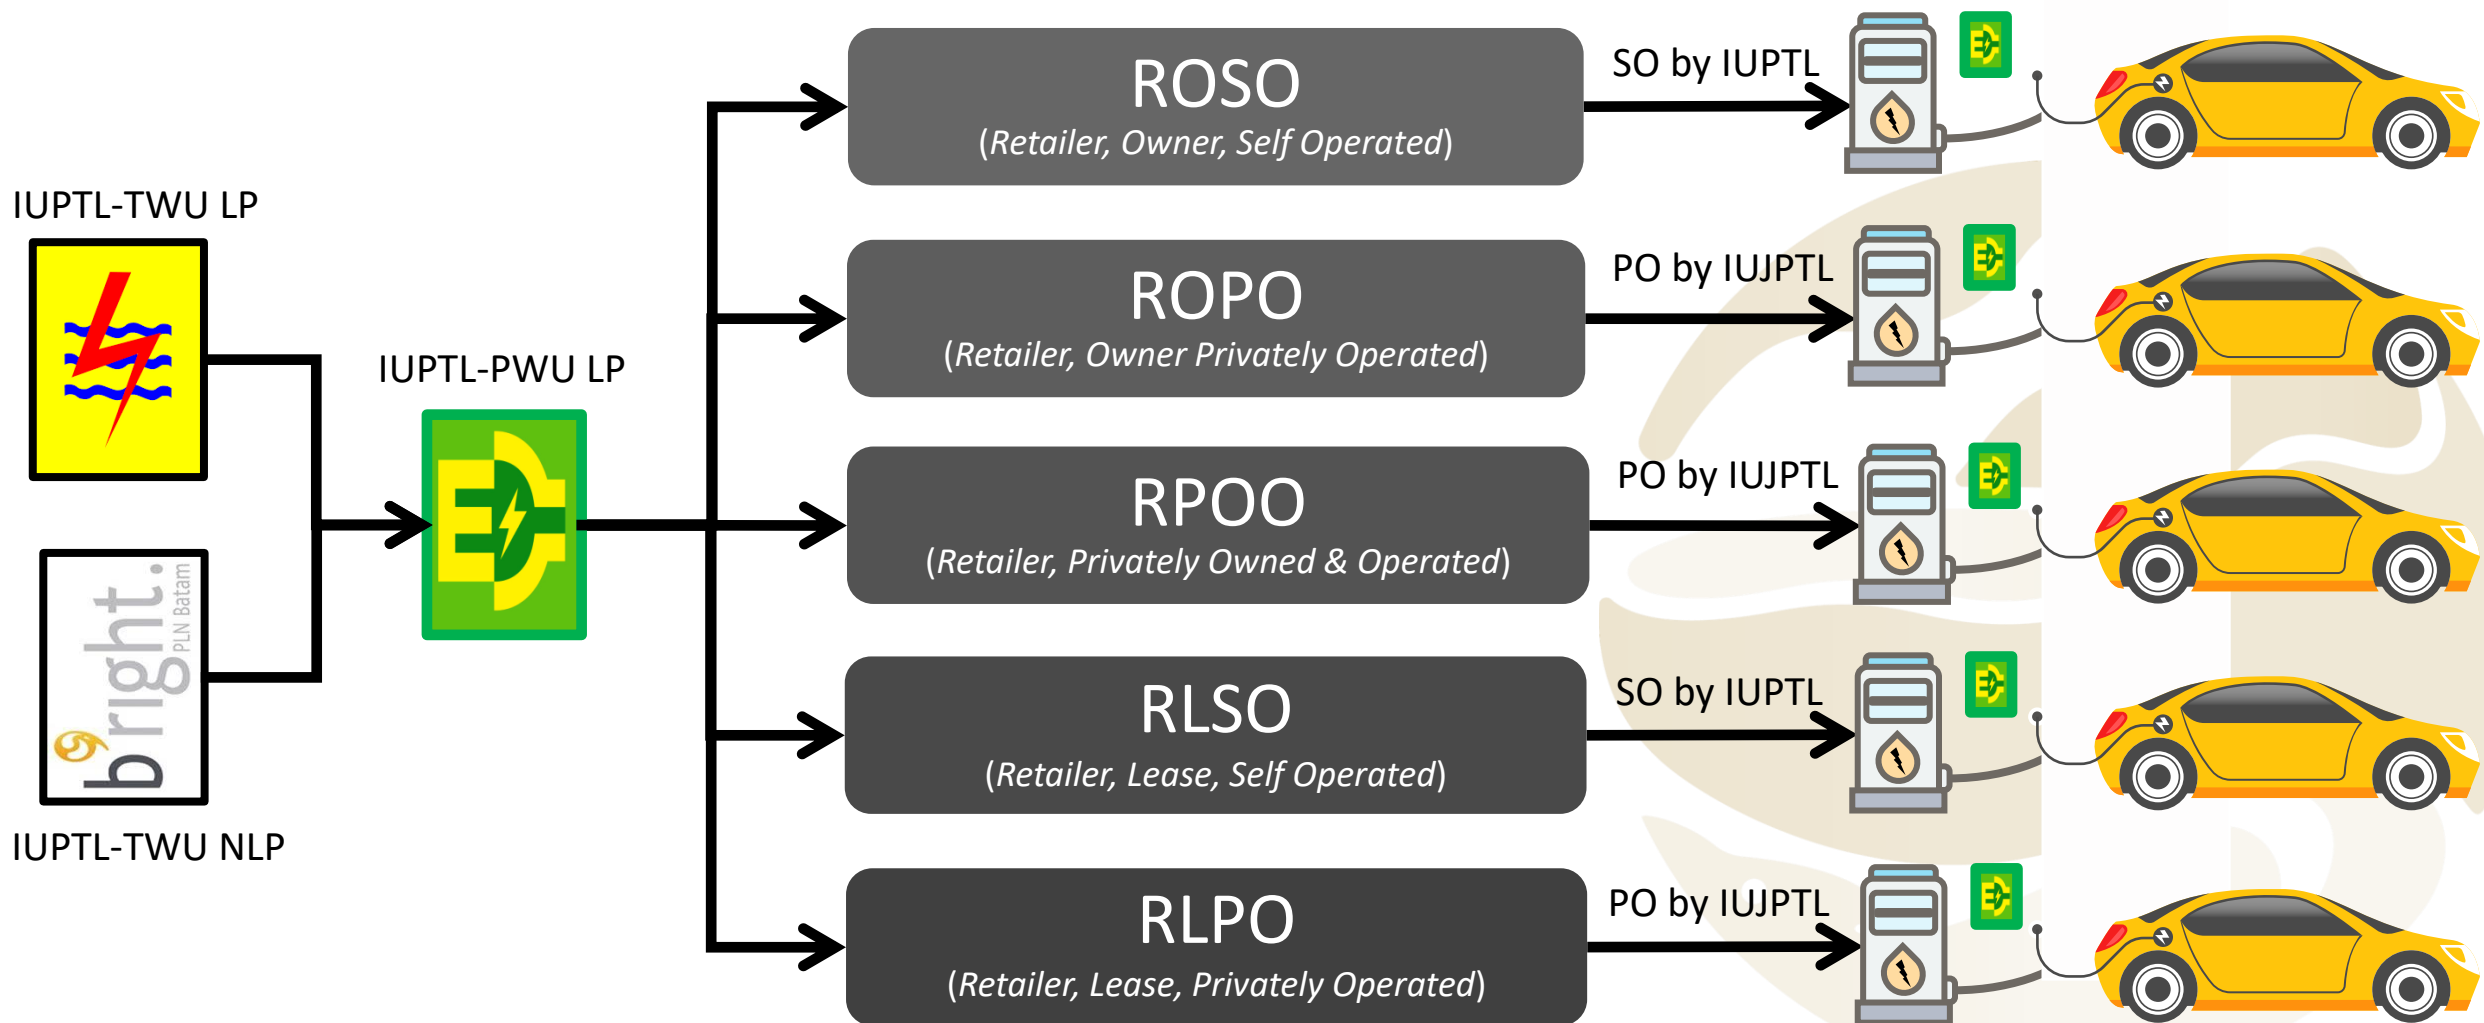 IUPTL-TWU LP
bright.
PLN Batam
IUPTL-TWU NLP
IUPTL-PWU LP
ROSO
(Retailer, Owner, Self Operated)
SO by IUPTL
ROPO
(Retailer, Owner Privately Operated)
PO by IUJPTL
RPOO
(Retailer, Privately Owned & Operated)
PO by IUJPTL
RLSO
(Retailer, Lease, Self Operated)
SO by IUPTL
RLPO
(Retailer, Lease, Privately Operated)
PO by IUJPTL